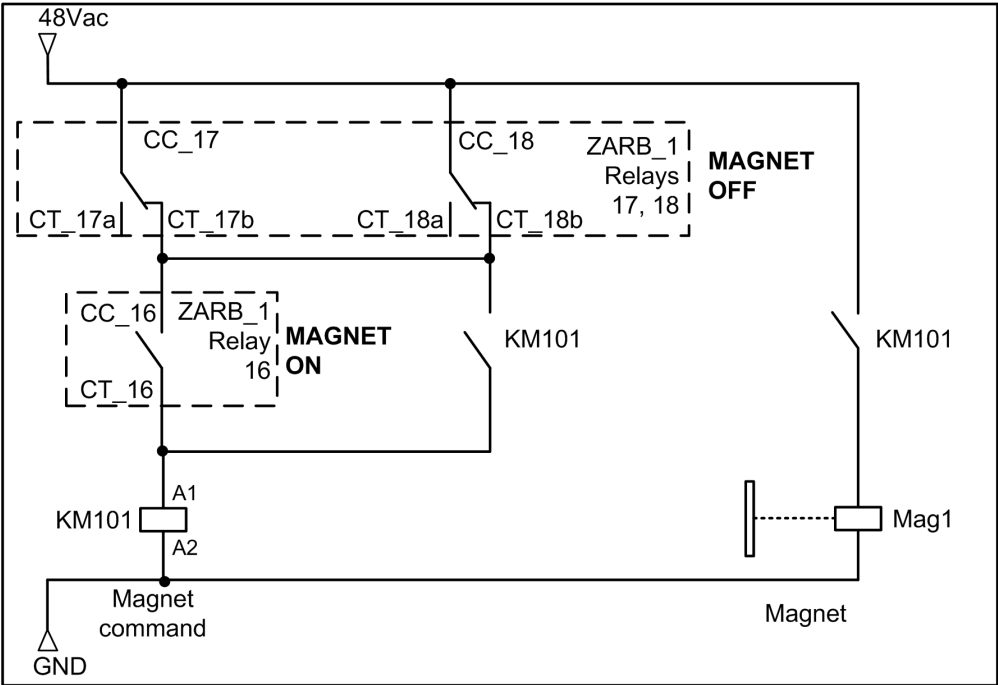 48Vac
CC_17
CC_18
ZARB_1
Relays
17, 18
MAGNET
OFF
CT_17a
CT_17b
CT_18a
CT_18b
CC_16
ZARB_1
Relay
16
MAGNET
ON
CT_16
KM101
KM101
A1
KM101
A2
Mag1
Magnet
command
Magnet
GND